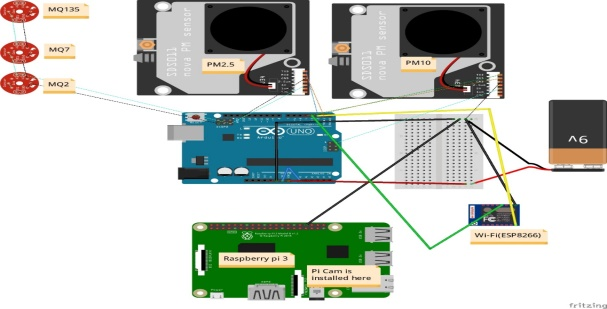 MQ135
MQ7
MQ2
SDS011
nova PM sensor
PM2.5
SDS011
nova PM sensor
PM10
UNO
Arduino
9V
Wi-Fi(ESP8266)
Raspberry pi 3
Pi Cam is
installed here
fritzing